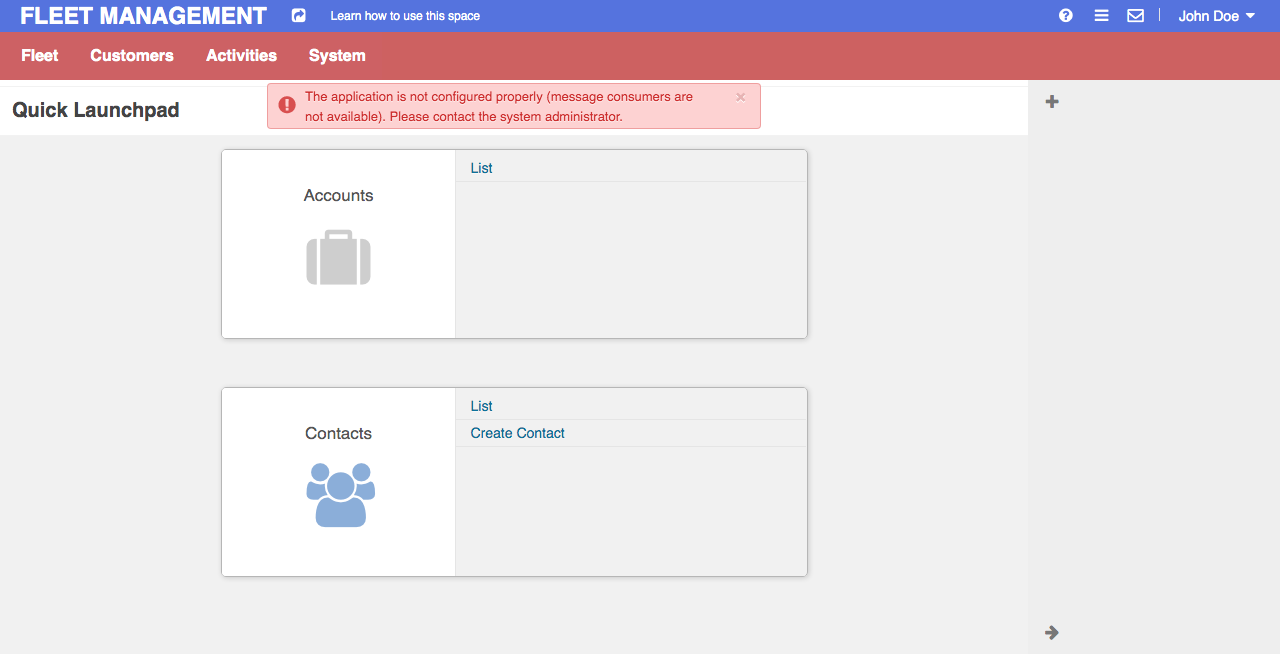 FLEET MANAGEMENT
Learn how to use this space
John Doe
Fleet
Customers
Activities
System
Quick Launchpad
The application is not configured properly (message consumers are
not available). Please contact the system administrator.
Accounts
List
Contacts
List
Create Contact